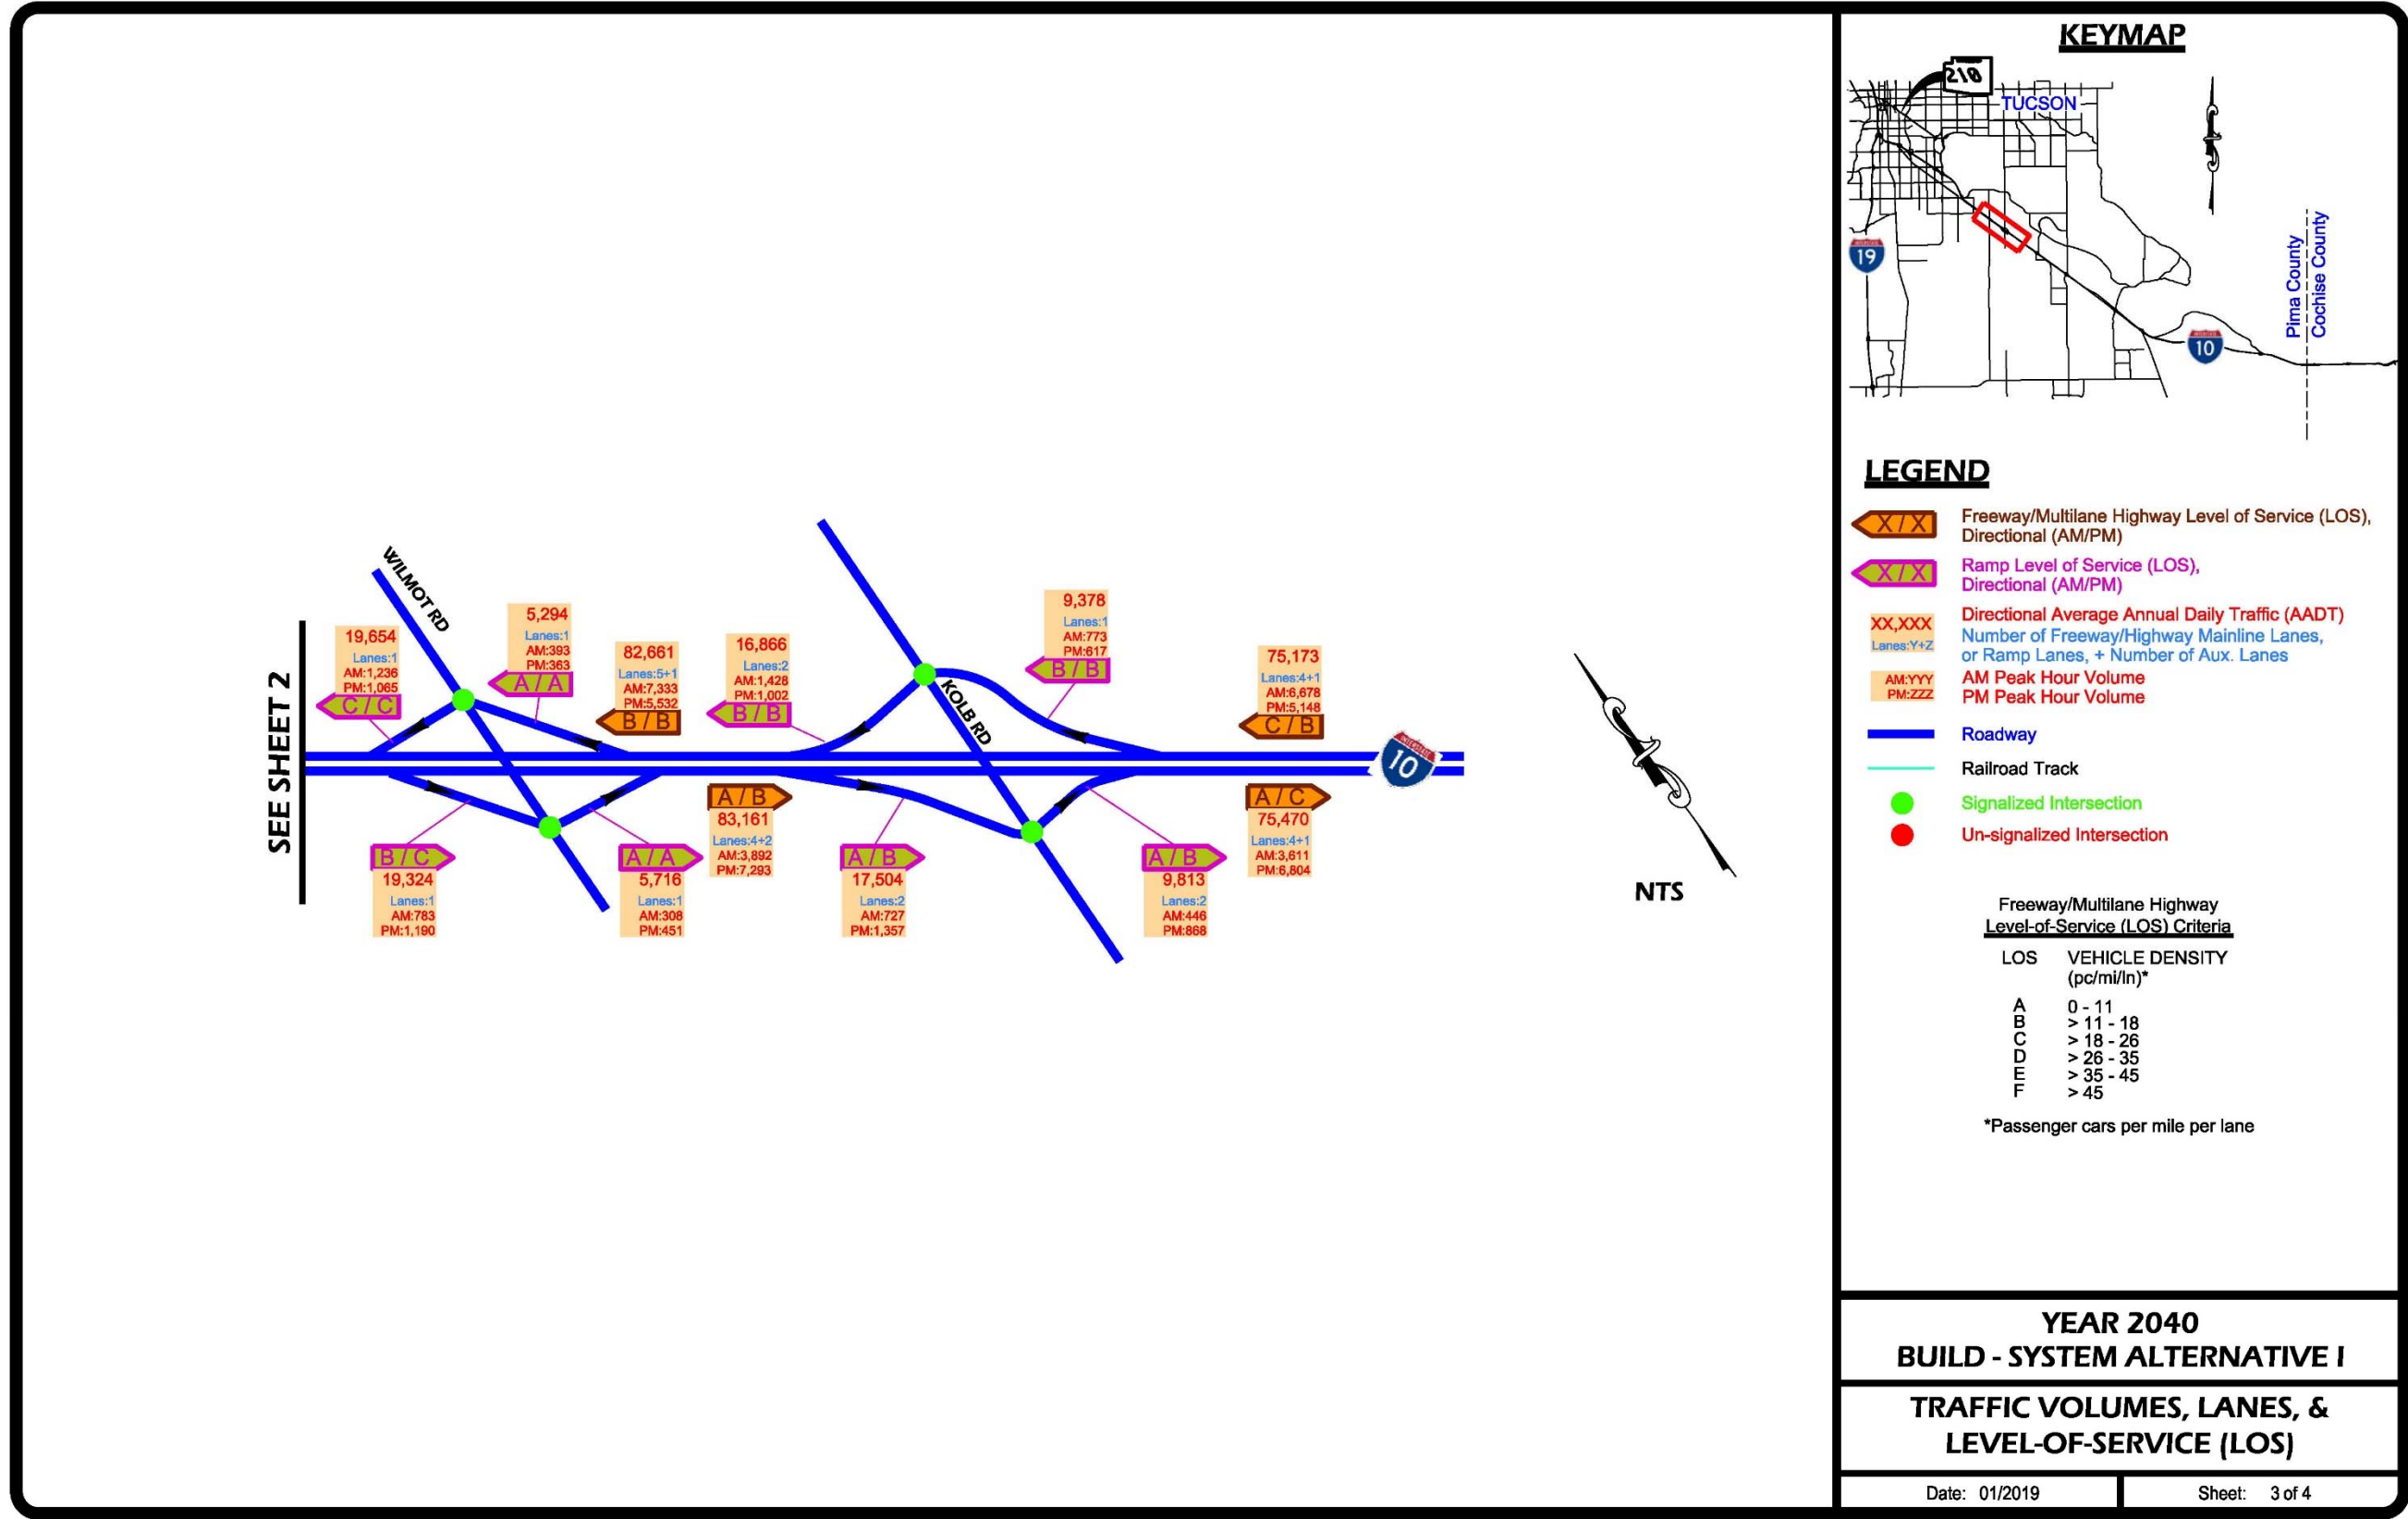 SEE SHEET 2
WILMOT RD
19,654
Lanes:1
AM:1,236
PM:1,065
C / C
5,294
Lanes:1
AM:393
PM:363
A / A
82,661
Lanes:5+1
AM:7,333
PM:5,532
B / B
16,866
Lanes:2
AM:1,428
PM:1,002
B / B
KOLB RD
9,378
Lanes:1
AM:773
PM:617
B / B
75,173
Lanes:4+1
AM:6,678
PM:5,148
C / B
INTERSTATE
10
B / C
19,324
Lanes:1
AM:783
PM:1,190
A / A
5,716
Lanes:1
AM:308
PM:451
A / B
83,161
Lanes:4+2
AM:3,892
PM:7,293
A / B
17,504
Lanes:2
AM:727
PM:1,357
A / B
9,813
Lanes:2
AM:446
PM:868
A / C
75,470
Lanes:4+1
AM:3,611
PM:6,804
NTS
KEYMAP
210
TUCSON
19
10
Pima County
Cochise County
LEGEND
X / X
Freeway/Multilane Highway Level of Service (LOS),
Directional (AM/PM)
X / X
Ramp Level of Service (LOS),
Directional (AM/PM)
XX,XXX
Lanes:Y+Z
Directional Average Annual Daily Traffic (AADT)
Number of Freeway/Highway Mainline Lanes,
or Ramp Lanes, + Number of Aux. Lanes
AM:YYY
PM:ZZZ
AM Peak Hour Volume
PM Peak Hour Volume
Roadway
Railroad Track
Signalized Intersection
Un-signalized Intersection
Freeway/Multilane Highway
Level-of-Service (LOS) Criteria
LOS VEHICLE DENSITY
(pc/mi/ln)*
A 0 - 11
B > 11 - 18
C > 18 - 26
D > 26 - 35
E > 35 - 45
F > 45
*Passenger cars per mile per lane
YEAR 2040
BUILD - SYSTEM ALTERNATIVE I
TRAFFIC VOLUMES, LANES, &
LEVEL-OF-SERVICE (LOS)
Date: 01/2019
Sheet: 3 of 4